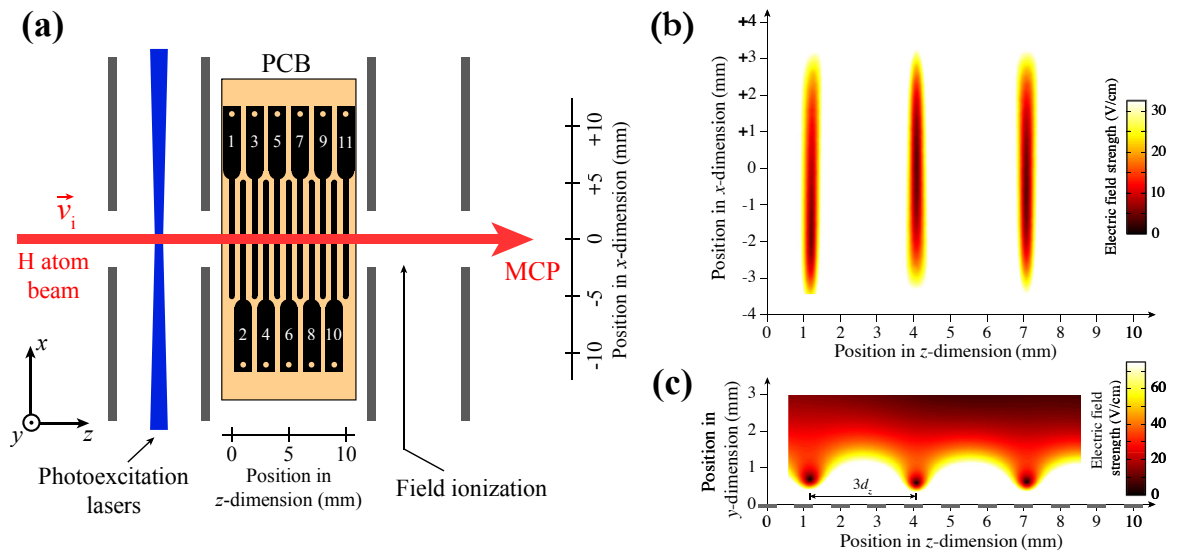 (a)
PCB
1 3 5 7 9 11
2 4 6 8 10
v⃗i
H atom
beam
MCP
x
y z
Photoexcitation
lasers
0 5 10
Position in
z-dimension (mm)
Field ionization
+10
+5
0
-5
-10
Position in x-dimension (mm)
(b)
+4
+3
+2
+1
0
-1
-2
-3
-4
Position in x-dimension (mm)
0 1 2 3 4 5 6 7 8 9 10
Position in z-dimension (mm)
Electric field strength (V/cm)
30
20
10
0
(c)
3
2
1
0
Position in
y-dimension (mm)
3dz
0 1 2 3 4 5 6 7 8 9 10
Position in z-dimension (mm)
Electric field
strength (V/cm)
60
40
20
0